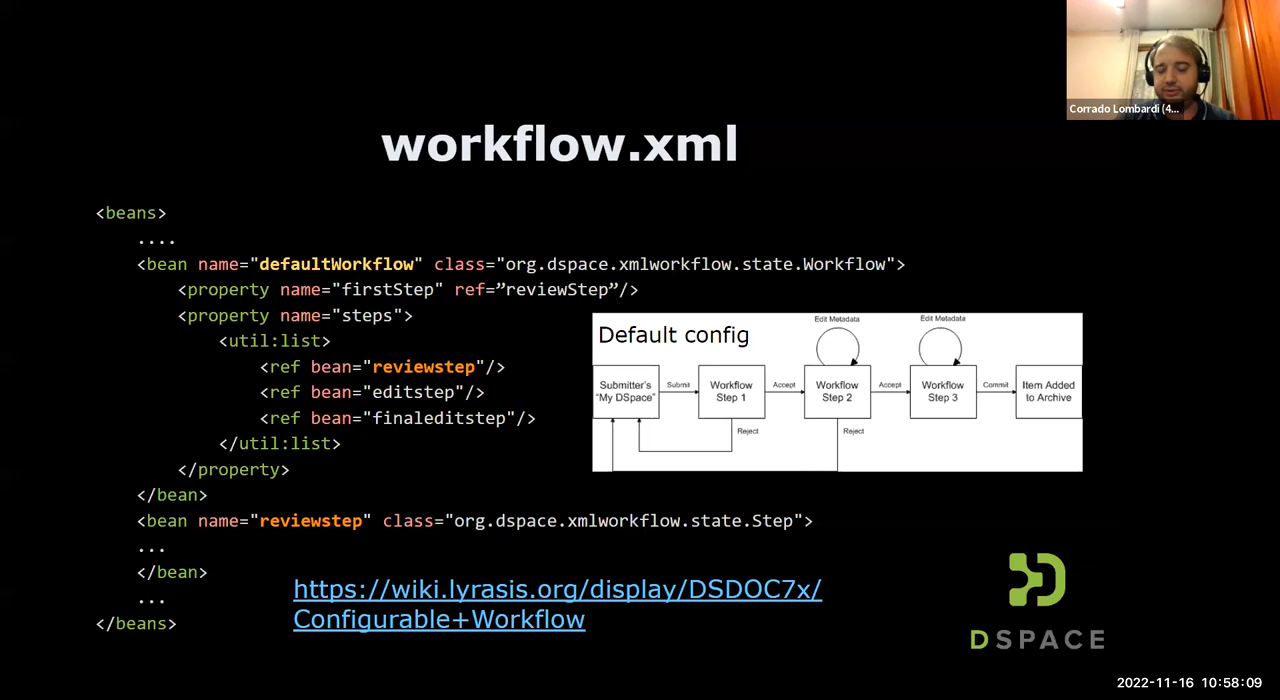 Corrado Lombardi (4...
workflow.xml
<beans>
....
<bean name="defaultWorkflow" class="org.dspace.xmlworkflow.state.Workflow">
<property name="firstStep" ref=”reviewStep”/>
<property name="steps">
<util:list>
<ref bean="reviewstep"/>
<ref bean="editstep"/>
<ref bean="finaleditstep"/>
</util:list>
</property>
</bean>
<bean name="reviewstep" class="org.dspace.xmlworkflow.state.Step">
...
</bean>
...
</beans>
Default config
Edit Metadata
Edit Metadata
Submitter's
“My DSpace”
Submit
Workflow
Step 1
Accept
Workflow
Step 2
Accept
Workflow
Step 3
Commit
Item Added
to Archive
Reject
Reject
https://wiki.lyrasis.org/display/DSDOC7x/
Configurable+Workflow
DSPACE
2022-11-16 10:58:09